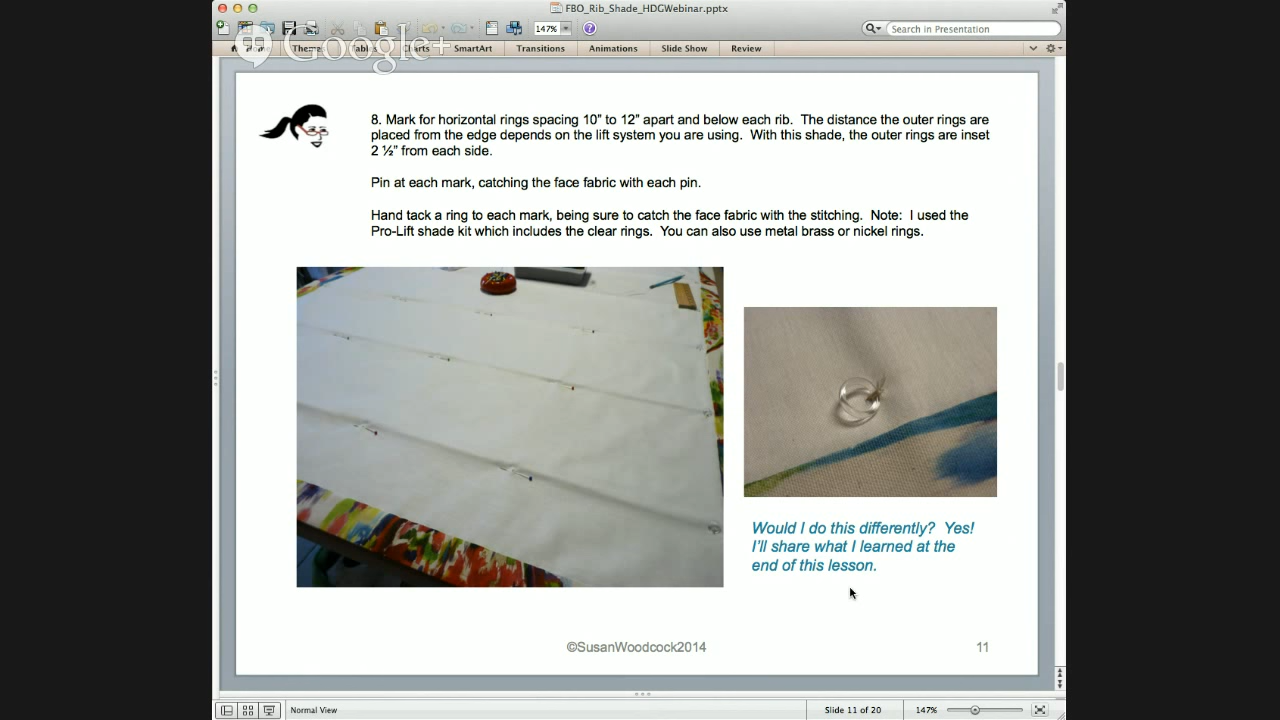 FBO_Rib_Shade_HDGWebinar.pptx
147%
Search in Presentation
Google+
Home Themes Tables Charts SmartArt Transitions Animations Slide Show Review
8. Mark for horizontal rings spacing 10” to 12” apart and below each rib. The distance the outer rings are
placed from the edge depends on the lift system you are using. With this shade, the outer rings are inset
2 ½” from each side.
Pin at each mark, catching the face fabric with each pin.
Hand tack a ring to each mark, being sure to catch the face fabric with the stitching. Note: I used the
Pro-Lift shade kit which includes the clear rings. You can also use metal brass or nickel rings.
Would I do this differently? Yes!
I’ll share what I learned at the
end of this lesson.
©SusanWoodcock2014
11
Normal View
Slide 11 of 20
147%